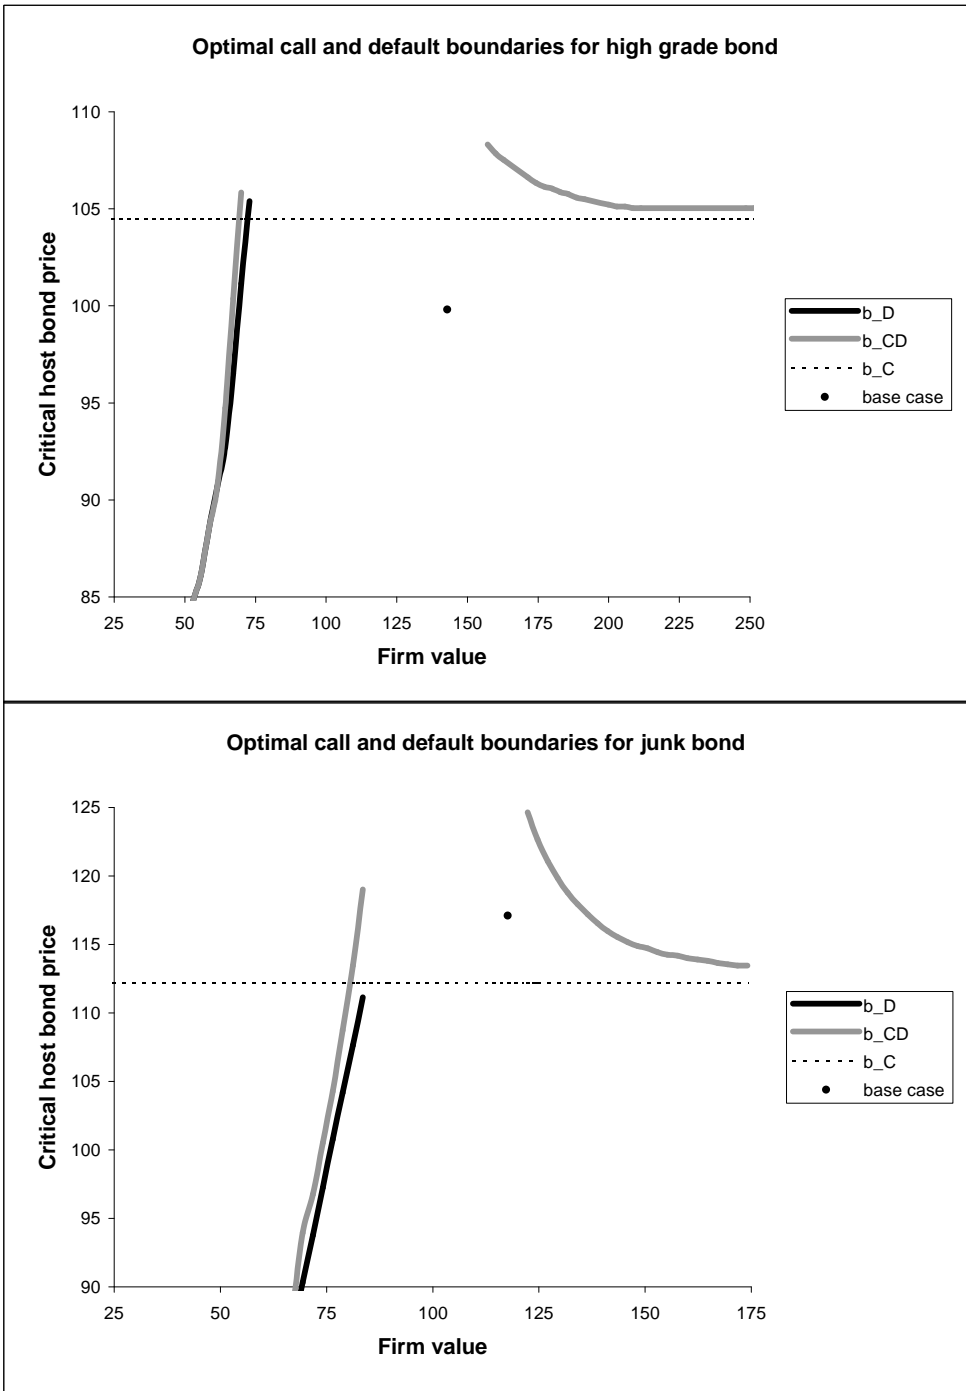 Optimal call and default boundaries for high grade bond
110
105
100
95
90
85
Critical host bond price
25 50 75 100 125 150 175 200 225 250
Firm value
b_D
b_CD
b_C
base case
Optimal call and default boundaries for junk bond
125
120
115
110
105
100
95
90
Critical host bond price
25 50 75 100 125 150 175
Firm value
b_D
b_CD
b_C
base case